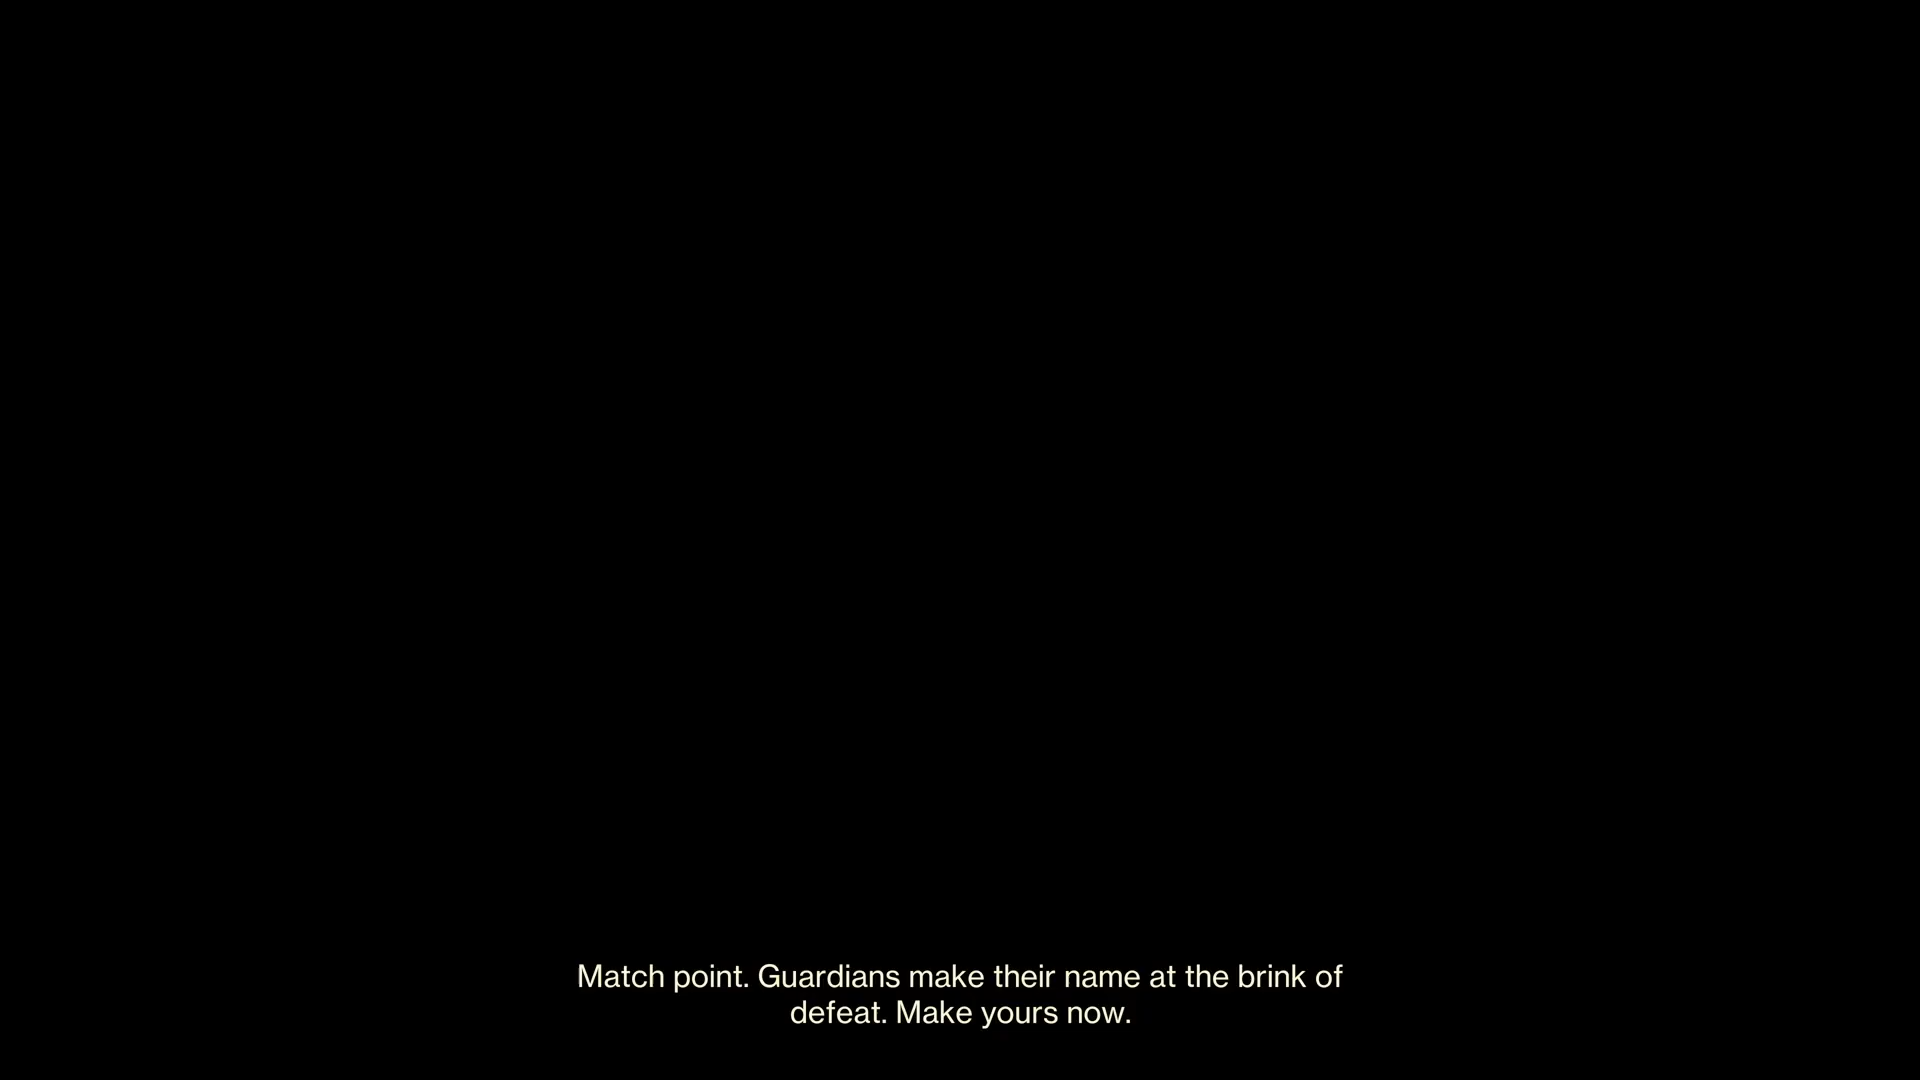 Match point. Guardians make their name at the brink of
defeat. Make yours now.